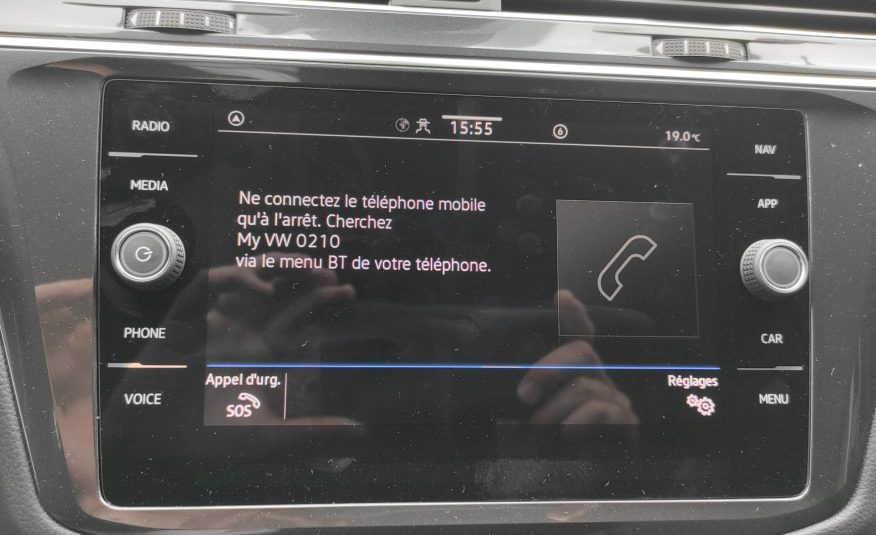 RADIO
MEDIA
PHONE
VOICE
15:55
6
19.0°C
Ne connectez le téléphone mobile
qu'à l'arrêt. Cherchez
My VW 0210
via le menu BT de votre téléphone.
Appel d'urg.
SOS
Réglages
NAV
APP
CAR
MENU